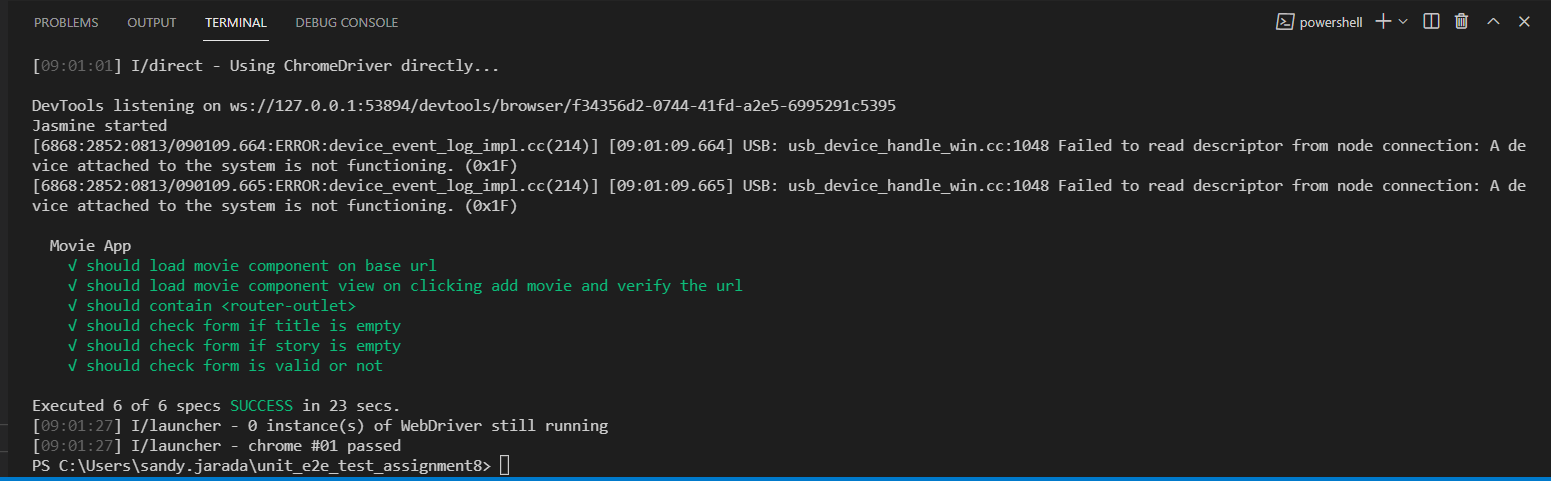 PROBLEMS OUTPUT TERMINAL DEBUG CONSOLE powershell
[09:01:01] I/direct - Using ChromeDriver directly...
DevTools listening on ws://127.0.0.1:53894/devtools/browser/f34356d2-0744-41fd-a2e5-6995291c5395
Jasmine started
[6868:2852:0813/090109.664:ERROR:device_event_log_impl.cc(214)] [09:01:09.664] USB: usb_device_handle_win.cc:1048 Failed to read descriptor from node connection: A de
vice attached to the system is not functioning. (0x1F)
[6868:2852:0813/090109.665:ERROR:device_event_log_impl.cc(214)] [09:01:09.665] USB: usb_device_handle_win.cc:1048 Failed to read descriptor from node connection: A de
vice attached to the system is not functioning. (0x1F)
Movie App
√ should load movie component on base url
√ should load movie component view on clicking add movie and verify the url
√ should contain <router-outlet>
√ should check form if title is empty
√ should check form if story is empty
√ should check form is valid or not
Executed 6 of 6 specs SUCCESS in 23 secs.
[09:01:27] I/launcher - 0 instance(s) of WebDriver still running
[09:01:27] I/launcher - chrome #01 passed
PS C:\Users\sandy.jarada\unit_e2e_test_assignment8>